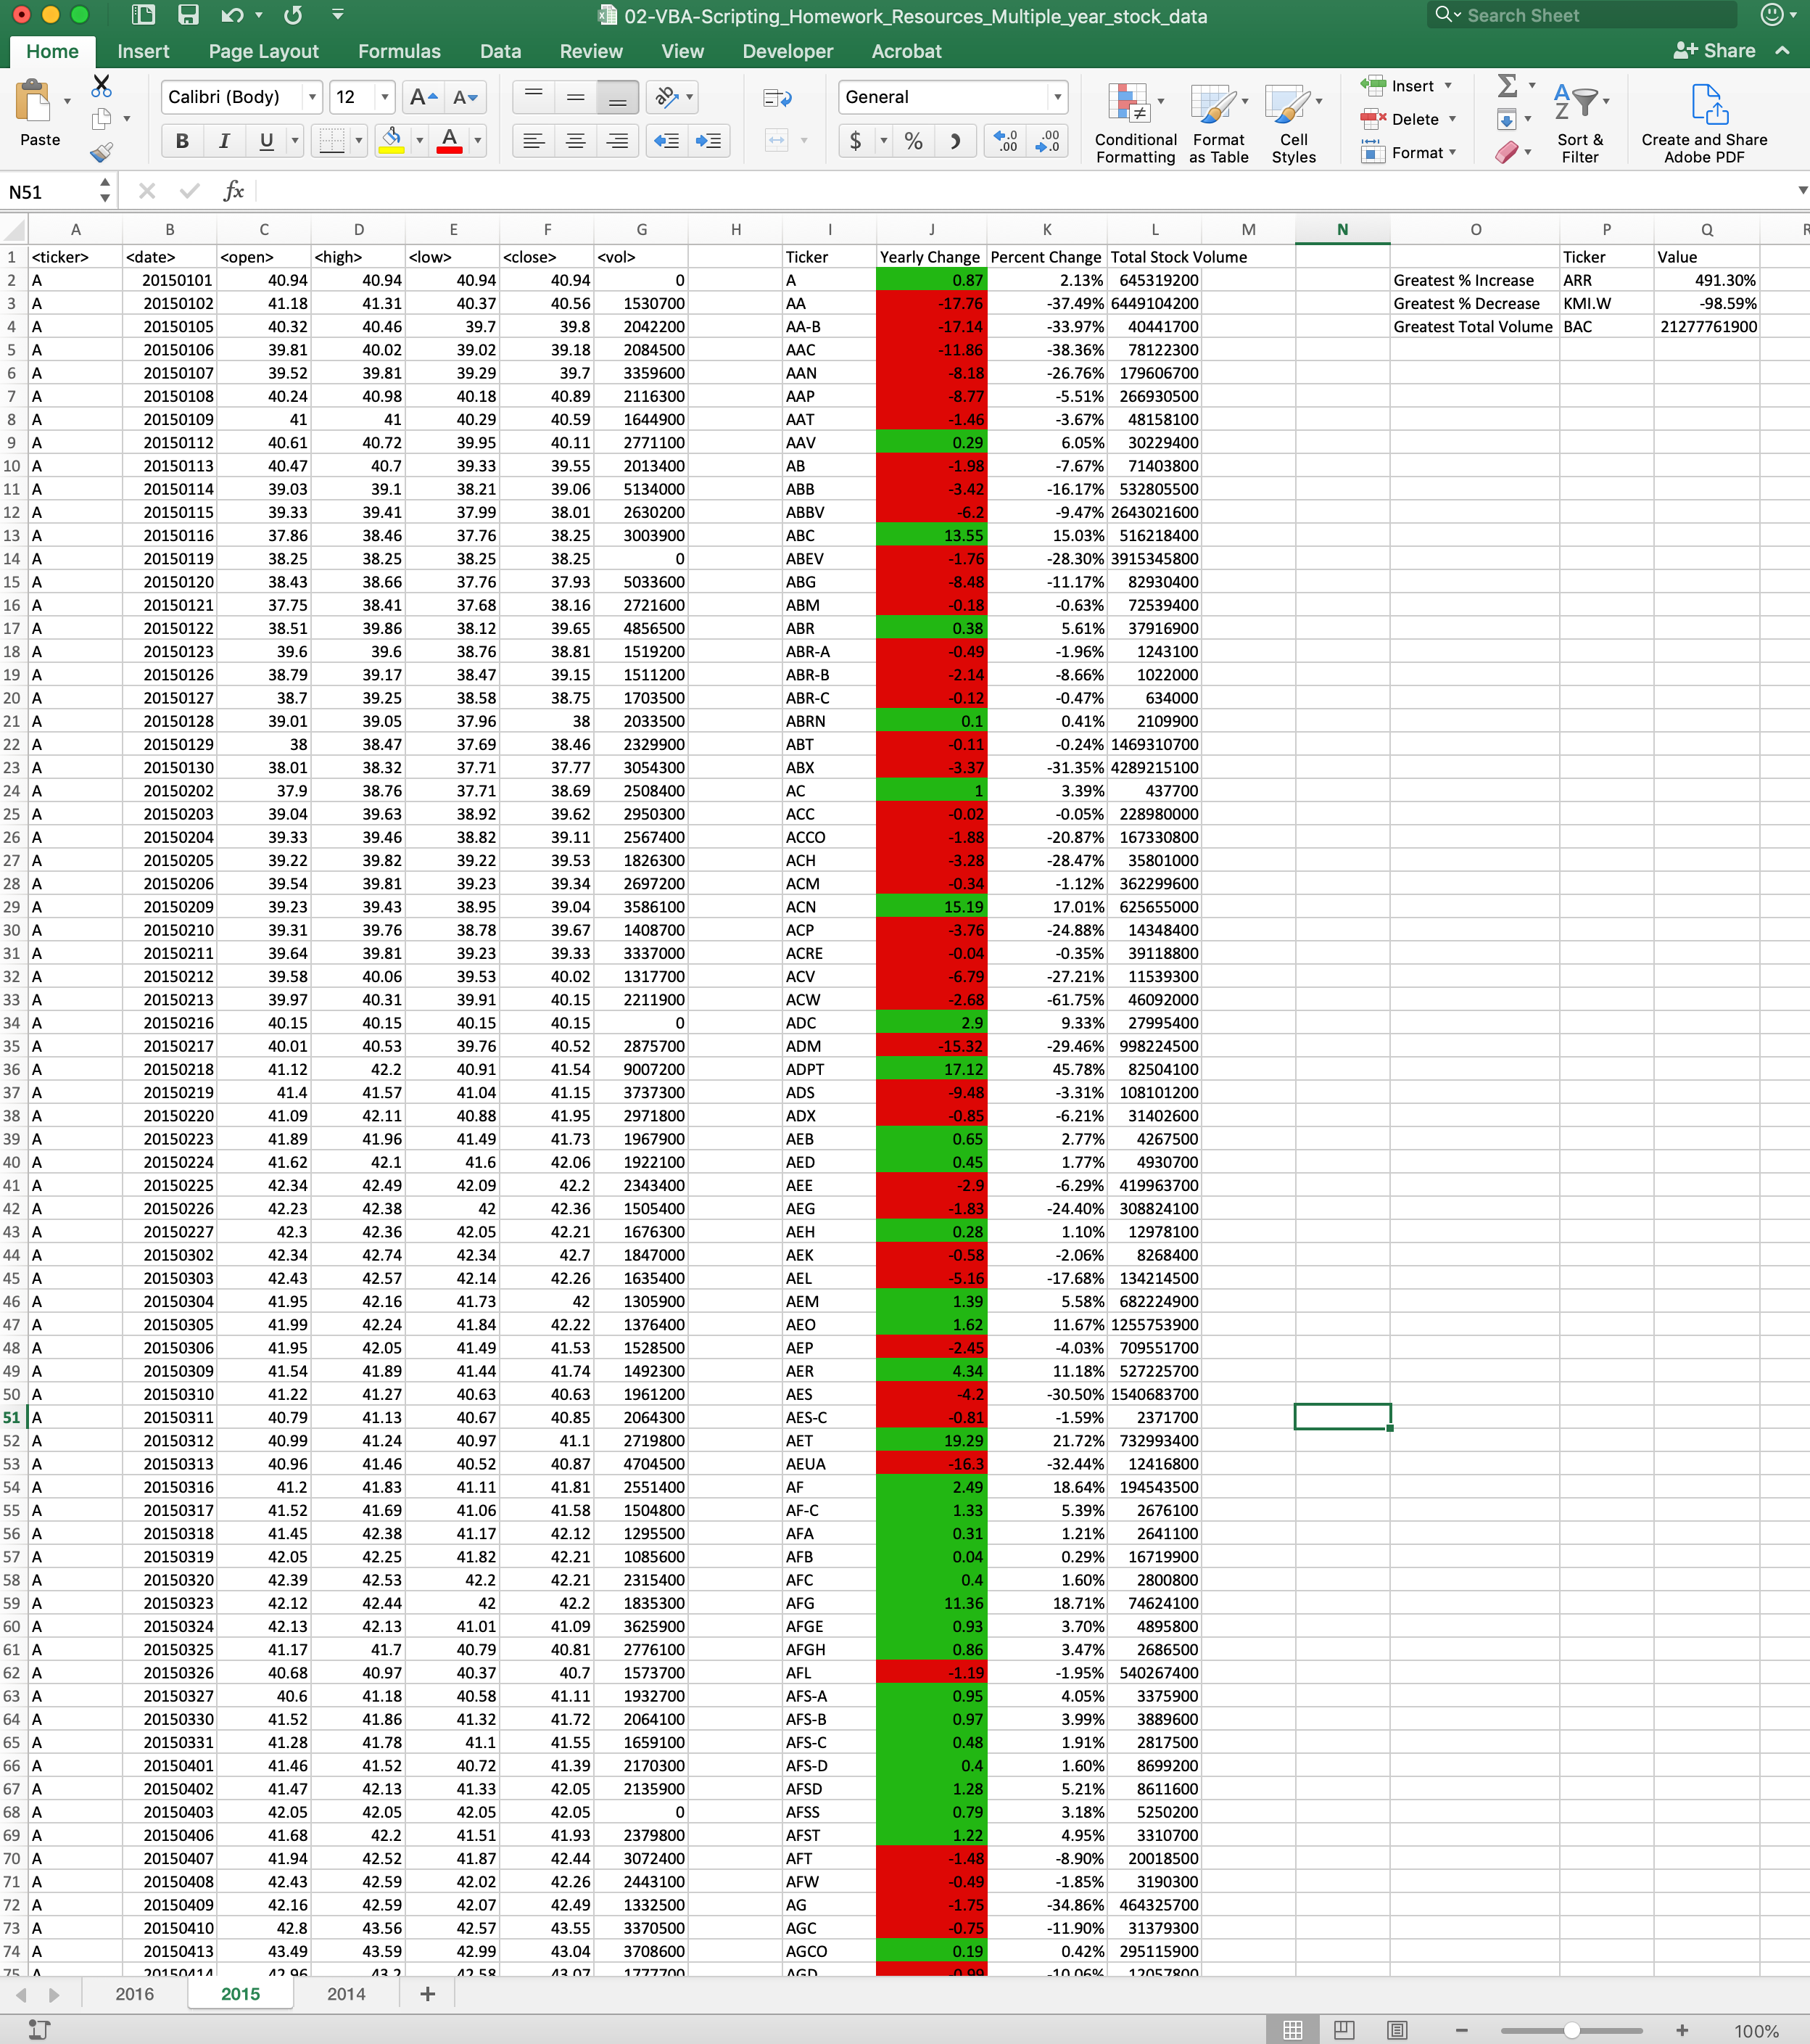 02-VBA-Scripting_Homework_Resources_Multiple_year_stock_data
Search Sheet
Home Insert Page Layout Formulas Data Review View Developer Acrobat Share
Paste Calibri (Body) 12 General
Conditional Formatting Format as Table Cell Styles Insert Delete Format Sort & Filter Create and Share Adobe PDF
N51 fx
A B C D E F G H I J K L M N O P Q R
1 <ticker> <date> <open> <high> <low> <close> <vol> Ticker Yearly Change Percent Change Total Stock Volume Ticker Value
2 A 20150101 40.94 40.94 40.94 40.94 0 A 0.87 2.13% 645319200 Greatest % Increase ARR 491.30%
3 A 20150102 41.18 41.31 40.37 40.56 1530700 AA -17.76 -37.49% 6449104200 Greatest % Decrease KMI.W -98.59%
4 A 20150105 40.32 40.46 39.7 39.8 2042200 AA-B -17.14 -33.97% 40441700 Greatest Total Volume BAC 21277761900
5 A 20150106 39.81 40.02 39.02 39.18 2084500 AAC -11.86 -38.36% 78122300
6 A 20150107 39.52 39.81 39.29 39.7 3359600 AAN -8.18 -26.76% 179606700
7 A 20150108 40.24 40.98 40.18 40.89 2116300 AAP -8.77 -5.51% 266930500
8 A 20150109 41 41 40.29 40.59 1644900 AAT -1.46 -3.67% 48158100
9 A 20150112 40.61 40.72 39.95 40.11 2771100 AAV 0.29 6.05% 30229400
10 A 20150113 40.47 40.7 39.33 39.55 2013400 AB -1.98 -7.67% 71403800
11 A 20150114 39.03 39.1 38.21 39.06 5134000 ABB -3.42 -16.17% 532805500
12 A 20150115 39.33 39.41 37.99 38.01 2630200 ABBV -6.2 -9.47% 2643021600
13 A 20150116 37.86 38.46 37.76 38.25 3003900 ABC 13.55 15.03% 516218400
14 A 20150119 38.25 38.25 38.25 38.25 0 ABEV -1.76 -28.30% 3915345800
15 A 20150120 38.43 38.66 37.76 37.93 5033600 ABG -8.48 -11.17% 82930400
16 A 20150121 37.75 38.41 37.68 38.16 2721600 ABM -0.18 -0.63% 72539400
17 A 20150122 38.51 39.86 38.12 39.65 4856500 ABR 0.38 5.61% 37916900
18 A 20150123 39.6 39.6 38.76 38.81 1519200 ABR-A -0.49 -1.96% 1243100
19 A 20150126 38.79 39.17 38.47 39.15 1511200 ABR-B -2.14 -8.66% 1022000
20 A 20150127 38.7 39.25 38.58 38.75 1703500 ABR-C -0.12 -0.47% 634000
21 A 20150128 39.01 39.05 37.96 38 2033500 ABRN 0.1 0.41% 2109900
22 A 20150129 38 38.47 37.69 38.46 2329900 ABT -0.11 -0.24% 1469310700
23 A 20150130 38.01 38.32 37.71 37.77 3054300 ABX -3.37 -31.35% 4289215100
24 A 20150202 37.9 38.76 37.71 38.69 2508400 AC 1 3.39% 437700
25 A 20150203 39.04 39.63 38.92 39.62 2950300 ACC -0.02 -0.05% 228980000
26 A 20150204 39.33 39.46 38.82 39.11 2567400 ACCO -1.88 -20.87% 167330800
27 A 20150205 39.22 39.82 39.22 39.53 1826300 ACH -3.28 -28.47% 35801000
28 A 20150206 39.54 39.81 39.23 39.34 2697200 ACM -0.34 -1.12% 362299600
29 A 20150209 39.23 39.43 38.95 39.04 3586100 ACN 15.19 17.01% 625655000
30 A 20150210 39.31 39.76 38.78 39.67 1408700 ACP -3.76 -24.88% 14348400
31 A 20150211 39.64 39.81 39.23 39.33 3337000 ACRE -0.04 -0.35% 39118800
32 A 20150212 39.58 40.06 39.53 40.02 1317700 ACV -6.79 -27.21% 11539300
33 A 20150213 39.97 40.31 39.91 40.15 2211900 ACW -2.68 -61.75% 46092000
34 A 20150216 40.15 40.15 40.15 40.15 0 ADC 2.9 9.33% 27995400
35 A 20150217 40.01 40.53 39.76 40.52 2875700 ADM -15.32 -29.46% 998224500
36 A 20150218 41.12 42.2 40.91 41.54 9007200 ADPT 17.12 45.78% 82504100
37 A 20150219 41.4 41.57 41.04 41.15 3737300 ADS -9.48 -3.31% 108101200
38 A 20150220 41.09 42.11 40.88 41.95 2971800 ADX -0.85 -6.21% 31402600
39 A 20150223 41.89 41.96 41.49 41.73 1967900 AEB 0.65 2.77% 4267500
40 A 20150224 41.62 42.1 41.6 42.06 1922100 AED 0.45 1.77% 4930700
41 A 20150225 42.34 42.49 42.09 42.2 2343400 AEE -2.9 -6.29% 419963700
42 A 20150226 42.23 42.38 42 42.36 1505400 AEG -1.83 -24.40% 308824100
43 A 20150227 42.3 42.36 42.05 42.21 1676300 AEH 0.28 1.10% 12978100
44 A 20150302 42.34 42.74 42.34 42.7 1847000 AEK -0.58 -2.06% 8268400
45 A 20150303 42.43 42.57 42.14 42.26 1635400 AEL -5.16 -17.68% 134214500
46 A 20150304 41.95 42.16 41.73 42 1305900 AEM 1.39 5.58% 682224900
47 A 20150305 41.99 42.24 41.84 42.22 1376400 AEO 1.62 11.67% 1255753900
48 A 20150306 41.95 42.05 41.49 41.53 1528500 AEP -2.45 -4.03% 709551700
49 A 20150309 41.54 41.89 41.44 41.74 1492300 AER 4.34 11.18% 527225700
50 A 20150310 41.22 41.27 40.63 40.63 1961200 AES -4.2 -30.50% 1540683700
51 A 20150311 40.79 41.13 40.67 40.85 2064300 AES-C -0.81 -1.59% 2371700
52 A 20150312 40.99 41.24 40.97 41.1 2719800 AET 19.29 21.72% 732993400
53 A 20150313 40.96 41.46 40.52 40.87 4704500 AEUA -16.3 -32.44% 12416800
54 A 20150316 41.2 41.83 41.11 41.81 2551400 AF 2.49 18.64% 194543500
55 A 20150317 41.52 41.69 41.06 41.58 1504800 AF-C 1.33 5.39% 2676100
56 A 20150318 41.45 42.38 41.17 42.12 1295500 AFA 0.31 1.21% 2641100
57 A 20150319 42.05 42.25 41.82 42.21 1085600 AFB 0.04 0.29% 16719900
58 A 20150320 42.39 42.53 42.2 42.21 2315400 AFC 0.4 1.60% 2800800
59 A 20150323 42.12 42.44 42 42.2 1835300 AFG 11.36 18.71% 74624100
60 A 20150324 42.13 42.13 41.01 41.09 3625900 AFGE 0.93 3.70% 4895800
61 A 20150325 41.17 41.7 40.79 40.81 2776100 AFGH 0.86 3.47% 2686500
62 A 20150326 40.68 40.97 40.37 40.7 1573700 AFL -1.19 -1.95% 540267400
63 A 20150327 40.6 41.18 40.58 41.11 1932700 AFS-A 0.95 4.05% 3375900
64 A 20150330 41.52 41.86 41.32 41.72 2064100 AFS-B 0.97 3.99% 3889600
65 A 20150331 41.28 41.78 41.1 41.55 1659100 AFS-C 0.48 1.91% 2817500
66 A 20150401 41.46 41.52 40.72 41.39 2170300 AFS-D 0.4 1.60% 8699200
67 A 20150402 41.47 42.13 41.33 42.05 2135900 AFSD 1.28 5.21% 8611600
68 A 20150403 42.05 42.05 42.05 42.05 0 AFSS 0.79 3.18% 5250200
69 A 20150406 41.68 42.2 41.51 41.93 2379800 AFST 1.22 4.95% 3310700
70 A 20150407 41.94 42.52 41.87 42.44 3072400 AFT -1.48 -8.90% 20018500
71 A 20150408 42.43 42.59 42.02 42.26 2443100 AFW -0.49 -1.85% 3190300
72 A 20150409 42.16 42.59 42.07 42.49 1332500 AG -1.75 -34.86% 464325700
73 A 20150410 42.8 43.56 42.57 43.55 3370500 AGC -0.75 -11.90% 31379300
74 A 20150413 43.49 43.59 42.99 43.04 3708600 AGCO 0.19 0.42% 295115900
75 A 20150414 42.96 43.2 42.58 43.07 1777700 AGD -0.99 -10.06% 12057800
2016 2015 2014
100%